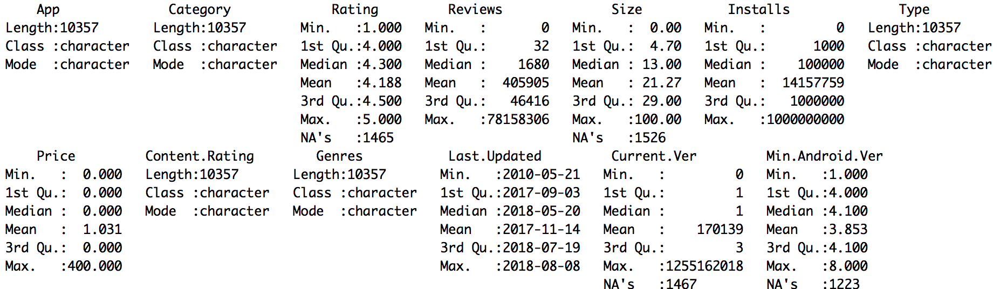 App              Category             Rating         Reviews              Size           Installs              Type
Length:10357       Length:10357       Min.   :1.000   Min.   :       0   Min.   :  0.00   Min.   :         0   Length:10357
Class :character   Class :character   1st Qu.:4.000   1st Qu.:      32   1st Qu.:  4.70   1st Qu.:      1000   Class :character
Mode  :character   Mode  :character   Median :4.300   Median :    1680   Median : 13.00   Median :    100000   Mode  :character
                                      Mean   :4.188   Mean   :  405905   Mean   : 21.27   Mean   :  14157759
                                      3rd Qu.:4.500   3rd Qu.:   46416   3rd Qu.: 29.00   3rd Qu.:   1000000
                                      Max.   :5.000   Max.   :78158306   Max.   :100.00   Max.   :1000000000
                                      NA's   :1465                       NA's   :1526
    Price         Content.Rating        Genres           Last.Updated         Current.Ver         Min.Android.Ver
Min.   :  0.000   Length:10357       Length:10357       Min.   :2010-05-21   Min.   :         0   Min.   :1.000
1st Qu.:  0.000   Class :character   Class :character   1st Qu.:2017-09-03   1st Qu.:         1   1st Qu.:4.000
Median :  0.000   Mode  :character   Mode  :character   Median :2018-05-20   Median :         1   Median :4.100
Mean   :  1.031                                         Mean   :2017-11-14   Mean   :    170139   Mean   :3.853
3rd Qu.:  0.000                                         3rd Qu.:2018-07-19   3rd Qu.:         3   3rd Qu.:4.100
Max.   :400.000                                         Max.   :2018-08-08   Max.   :1255162018   Max.   :8.000
                                                                             NA's   :1467         NA's   :1223